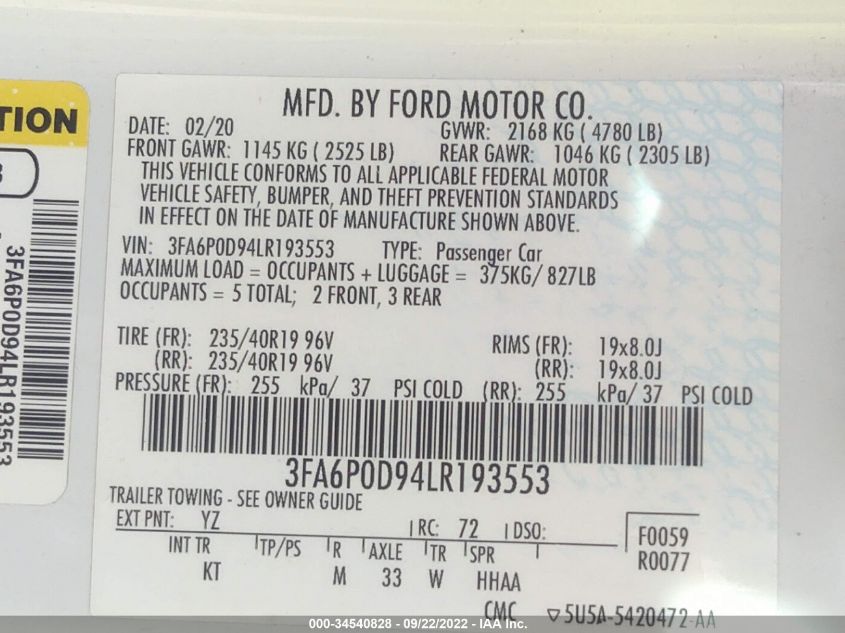 MFD. BY FORD MOTOR CO.
DATE: 02/20 GVWR: 2168 KG ( 4780 LB)
FRONT GAWR: 1145 KG ( 2525 LB) REAR GAWR: 1046 KG ( 2305 LB)
THIS VEHICLE CONFORMS TO ALL APPLICABLE FEDERAL MOTOR
VEHICLE SAFETY, BUMPER, AND THEFT PREVENTION STANDARDS
IN EFFECT ON THE DATE OF MANUFACTURE SHOWN ABOVE.
VIN: 3FA6P0D94LR193553 TYPE: Passenger Car
MAXIMUM LOAD = OCCUPANTS + LUGGAGE = 375KG/ 827LB
OCCUPANTS = 5 TOTAL; 2 FRONT, 3 REAR
TIRE (FR): 235/40R19 96V RIMS (FR): 19x8.0J
(RR): 235/40R19 96V (RR): 19x8.0J
PRESSURE (FR): 255 kPa/ 37 PSI COLD (RR): 255 kPa/ 37 PSI COLD
3FA6P0D94LR193553
TRAILER TOWING - SEE OWNER GUIDE
EXT PNT: YZ RC: 72 DSO: F0059
R0077
INT TR TP/PS R AXLE TR SPR
KT M 33 W HHAA
CMC ▽5U5A-5420472-AA
TION
3FA6P0D94LR193553
000-34540828 - 09/22/2022 - IAA Inc.